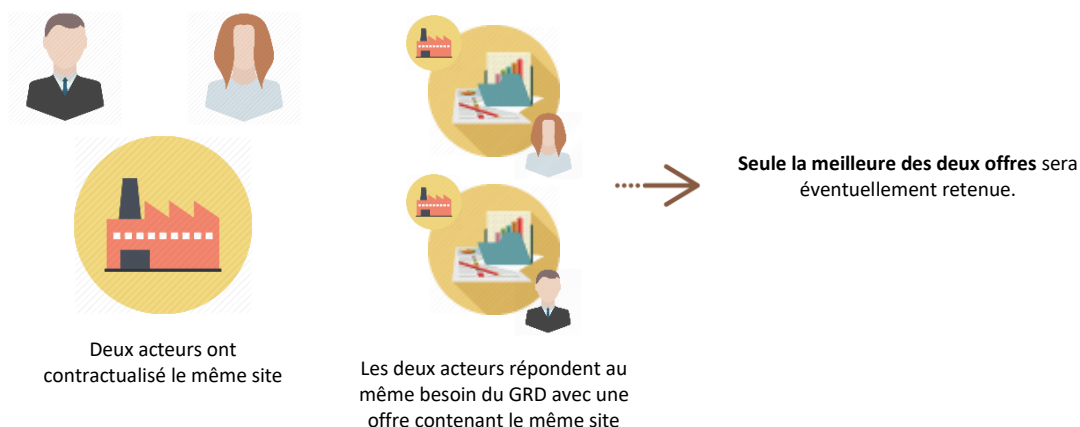 Deux acteurs ont
contractualisé le même site
Les deux acteurs répondent au
même besoin du GRD avec une
offre contenant le même site
Seule la meilleure des deux offres sera
éventuellement retenue.